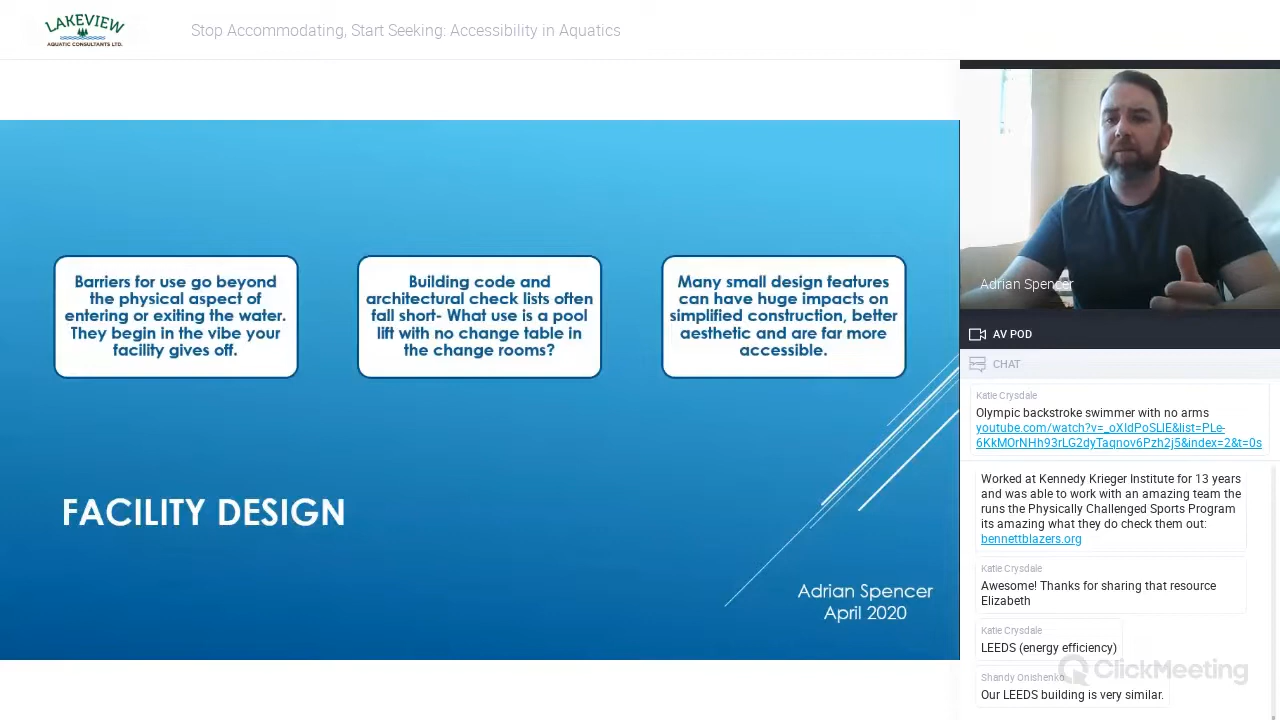 LAKEVIEW
AQUATIC CONSULTANTS LTD.
Stop Accommodating, Start Seeking: Accessibility in Aquatics
Barriers for use go beyond
the physical aspect of
entering or exiting the water.
They begin in the vibe your
facility gives off.
Building code and
architectural check lists often
fall short- What use is a pool
lift with no change table in
the change rooms?
Many small design features
can have huge impacts on
simplified construction, better
aesthetic and are far more
accessible.
FACILITY DESIGN
Adrian Spencer
April 2020
Adrian Spencer
AV POD
CHAT
Katie Crysdale
Olympic backstroke swimmer with no arms
youtube.com/watch?v=_oXIdPoSLIE&list=PLe-
6KkMOrNHh93rLG2dyTaqnov6Pzh2j5&index=2&t=0s
Worked at Kennedy Krieger Institute for 13 years
and was able to work with an amazing team the
runs the Physically Challenged Sports Program
its amazing what they do check them out:
bennettblazers.org
Katie Crysdale
Awesome! Thanks for sharing that resource
Elizabeth
Katie Crysdale
LEEDS (energy efficiency)
Shandy Onishenko
Our LEEDS building is very similar.
ClickMeeting